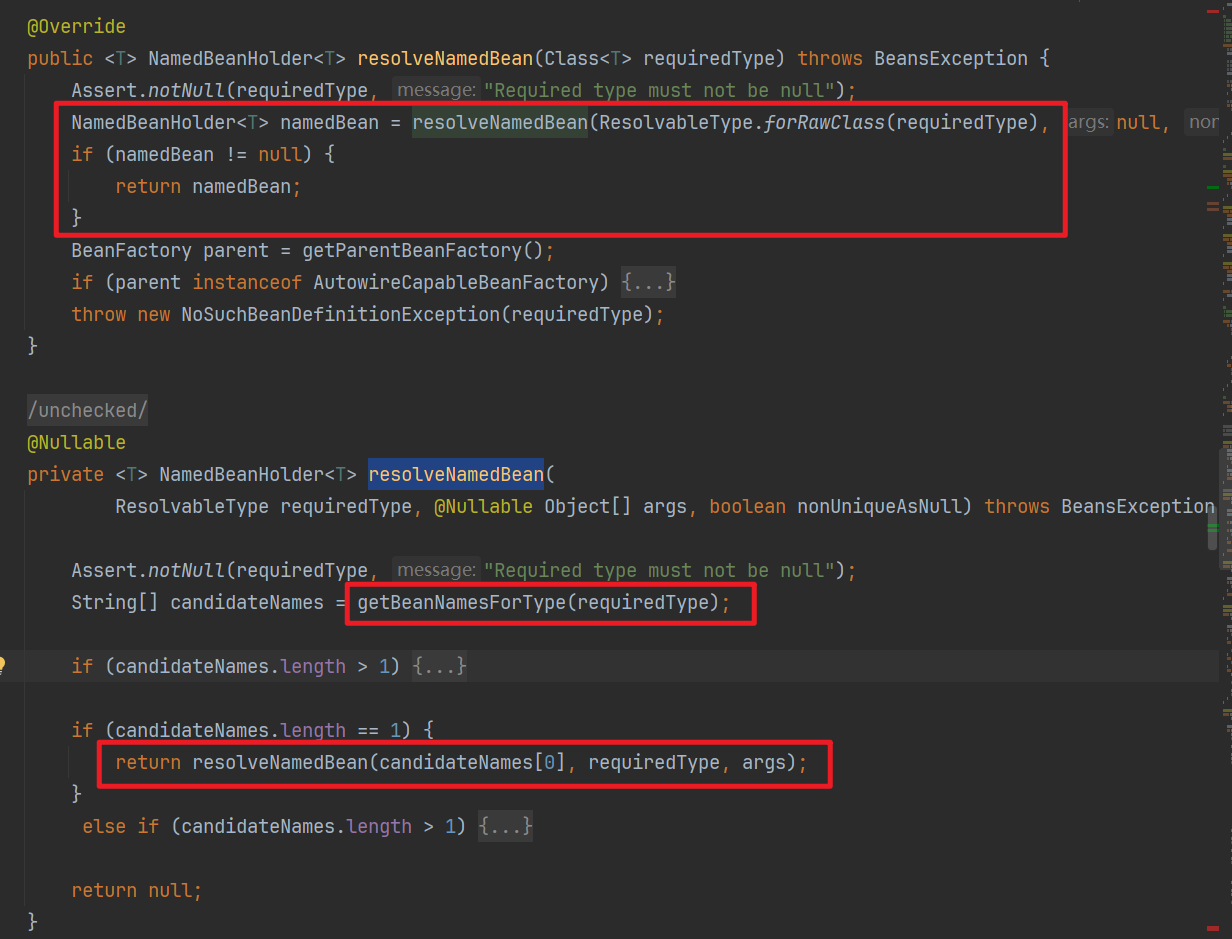 @Override
public <T> NamedBeanHolder<T> resolveNamedBean(Class<T> requiredType) throws BeansException {
Assert.notNull(requiredType, message: "Required type must not be null");
NamedBeanHolder<T> namedBean = resolveNamedBean(ResolvableType.forRawClass(requiredType), args: null, nor
if (namedBean != null) {
return namedBean;
}
BeanFactory parent = getParentBeanFactory();
if (parent instanceof AutowireCapableBeanFactory) {...}
throw new NoSuchBeanDefinitionException(requiredType);
}
/unchecked/
@Nullable
private <T> NamedBeanHolder<T> resolveNamedBean(
ResolvableType requiredType, @Nullable Object[] args, boolean nonUniqueAsNull) throws BeansException
Assert.notNull(requiredType, message: "Required type must not be null");
String[] candidateNames = getBeanNamesForType(requiredType);
if (candidateNames.length > 1) {...}
if (candidateNames.length == 1) {
return resolveNamedBean(candidateNames[0], requiredType, args);
}
else if (candidateNames.length > 1) {...}
return null;
}